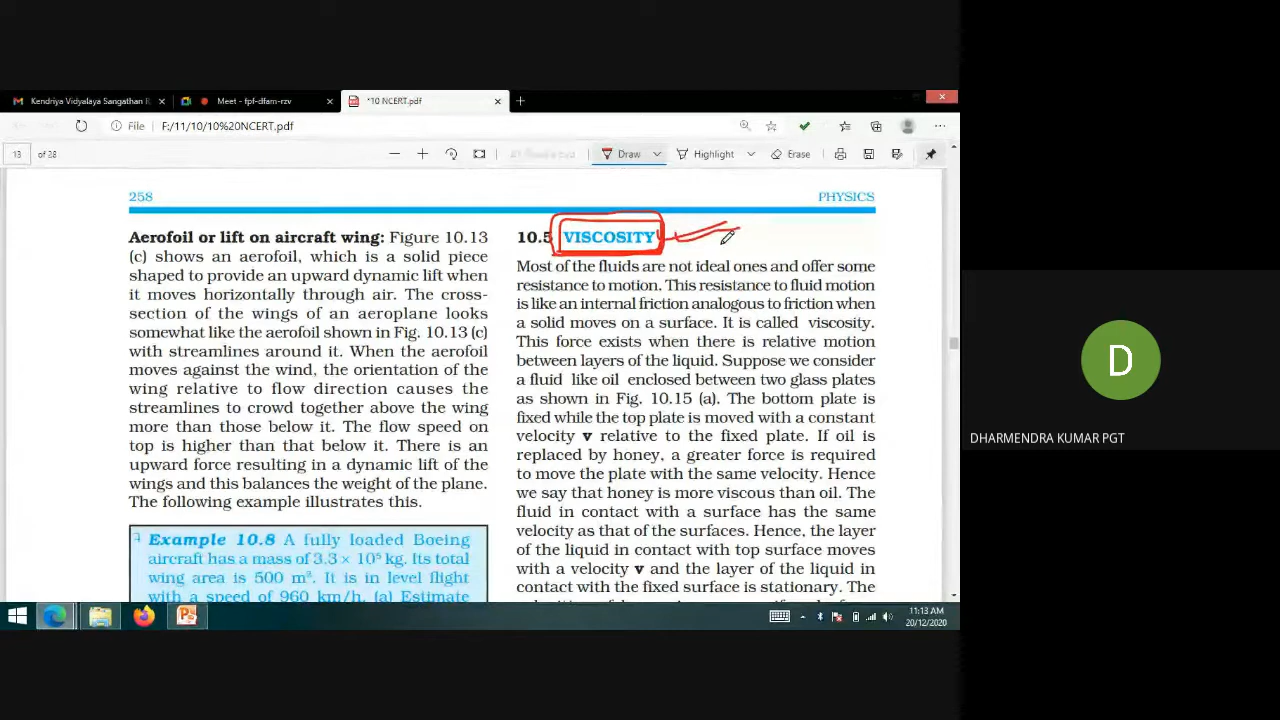 Kendriya Vidyalaya Sangathan R
Meet - fpf-dfam-rzv
*10 NCERT.pdf
File
F:/11/10/10%20NCERT.pdf
13
of 28
Draw
Highlight
Erase
258
PHYSICS
Aerofoil or lift on aircraft wing: Figure 10.13
(c) shows an aerofoil, which is a solid piece
shaped to provide an upward dynamic lift when
it moves horizontally through air. The cross-
section of the wings of an aeroplane looks
somewhat like the aerofoil shown in Fig. 10.13 (c)
with streamlines around it. When the aerofoil
moves against the wind, the orientation of the
wing relative to flow direction causes the
streamlines to crowd together above the wing
more than those below it. The flow speed on
top is higher than that below it. There is an
upward force resulting in a dynamic lift of the
wings and this balances the weight of the plane.
The following example illustrates this.
Example 10.8 A fully loaded Boeing
aircraft has a mass of 3.3 × 10⁵ kg. Its total
wing area is 500 m². It is in level flight
with a speed of 960 km/h. (a) Estimate
10.5 VISCOSITY
Most of the fluids are not ideal ones and offer some
resistance to motion. This resistance to fluid motion
is like an internal friction analogous to friction when
a solid moves on a surface. It is called viscosity.
This force exists when there is relative motion
between layers of the liquid. Suppose we consider
a fluid like oil enclosed between two glass plates
as shown in Fig. 10.15 (a). The bottom plate is
fixed while the top plate is moved with a constant
velocity v relative to the fixed plate. If oil is
replaced by honey, a greater force is required
to move the plate with the same velocity. Hence
we say that honey is more viscous than oil. The
fluid in contact with a surface has the same
velocity as that of the surfaces. Hence, the layer
of the liquid in contact with top surface moves
with a velocity v and the layer of the liquid in
contact with the fixed surface is stationary. The
D
DHARMENDRA KUMAR PGT
11:13 AM
20/12/2020